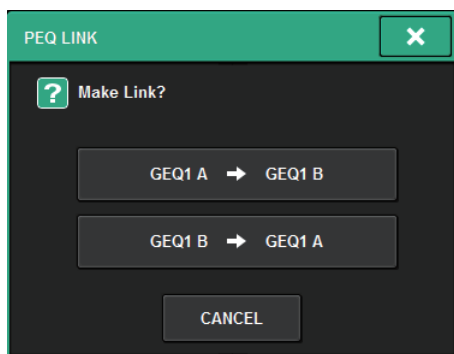 PEQ LINK
? Make Link?
GEQ1 A → GEQ1 B
GEQ1 B → GEQ1 A
CANCEL